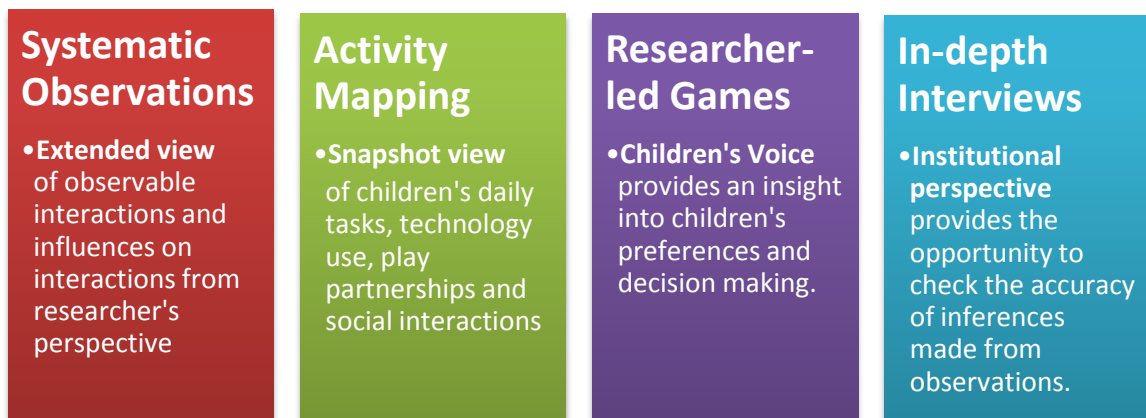 Systematic
Observations
•Extended view
of observable
interactions and
influences on
interactions from
researcher's
perspective
Activity
Mapping
•Snapshot view
of children's daily
tasks, technology
use, play
partnerships and
social interactions
Researcher-
led Games
•Children's Voice
provides an insight
into children's
preferences and
decision making.
In-depth
Interviews
•Institutional
perspective
provides the
opportunity to
check the accuracy
of inferences
made from
observations.